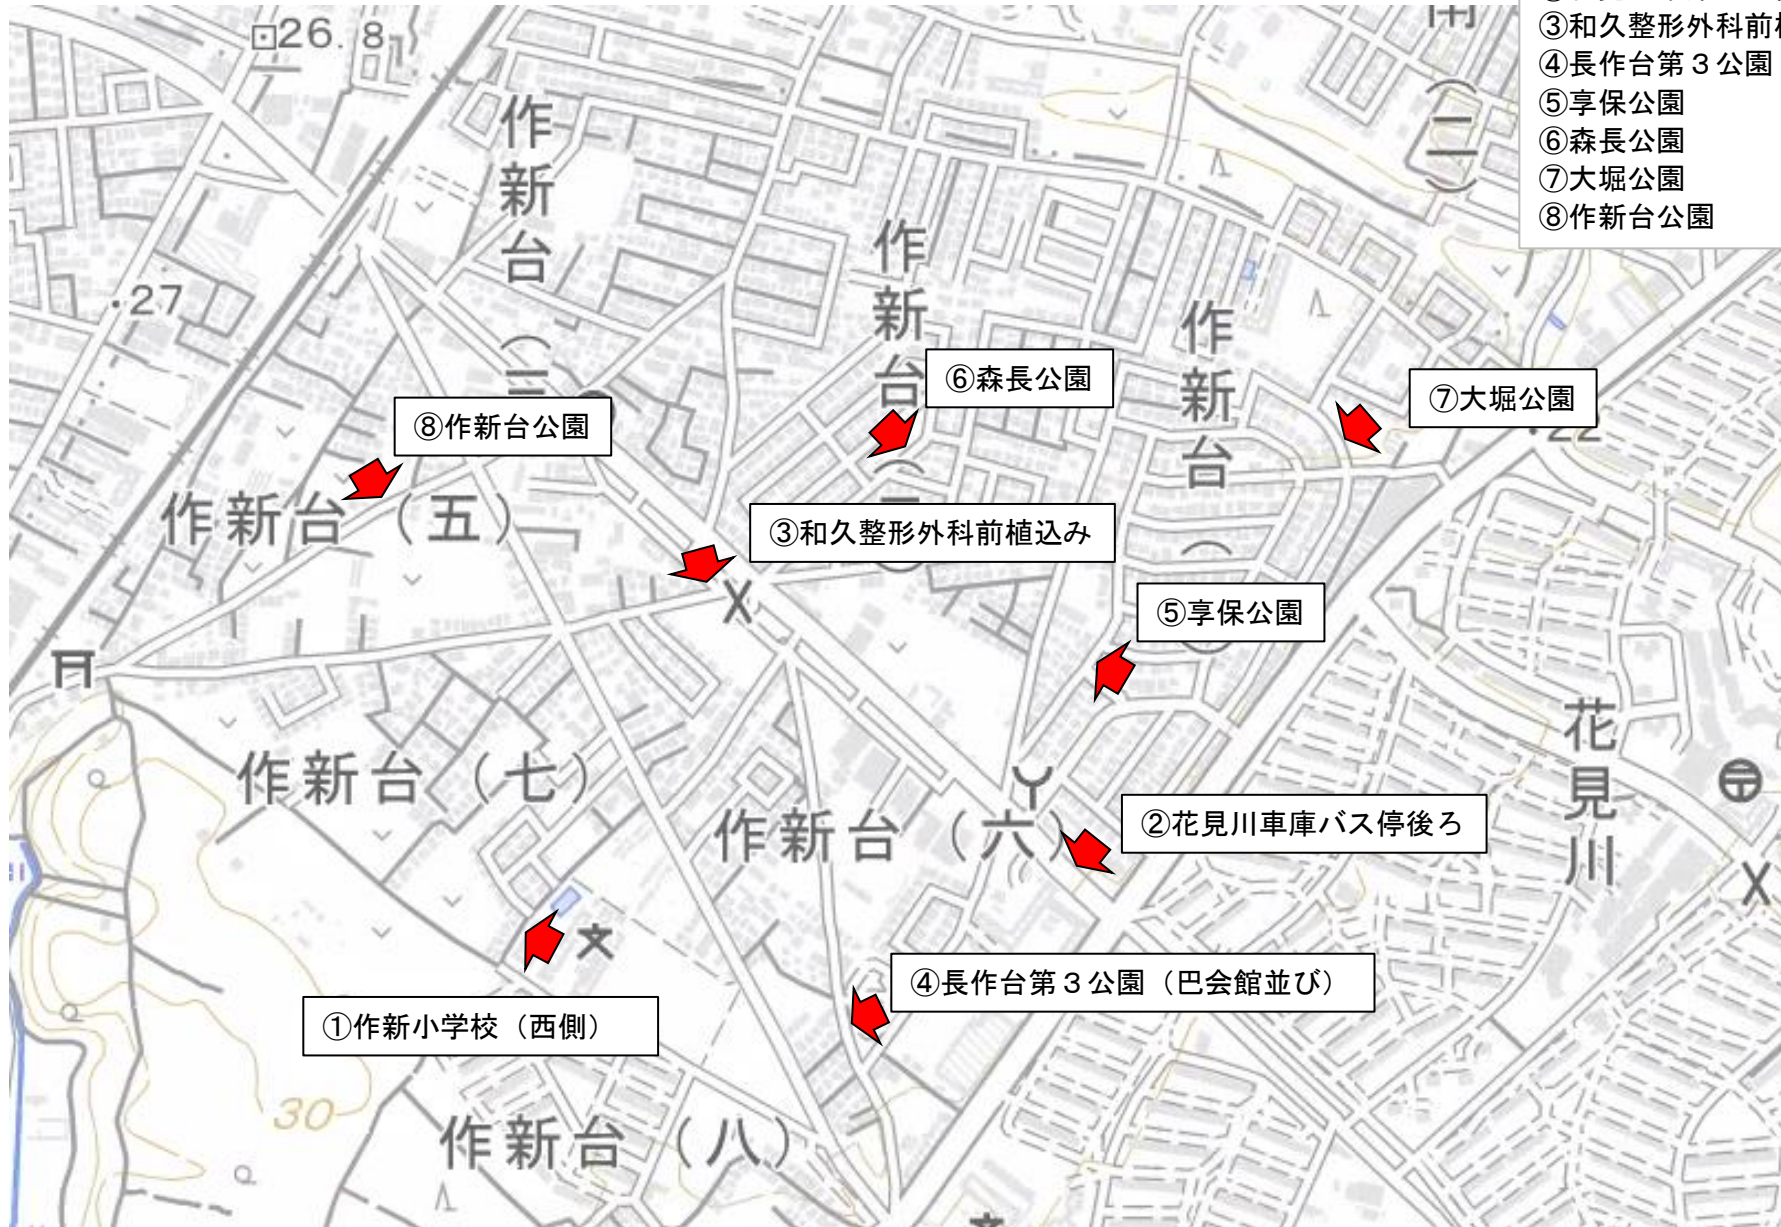 26.8
③和久整形外科前
④長作台第3公園
⑤享保公園
⑥森長公園
⑦大堀公園
⑧作新台公園
南
(二)
作新台
(三)
作新台
作新台
27
⑥森長公園
⑦大堀公園
22
⑧作新台公園
作新台(五)
③和久整形外科前植込み
⑤享保公園
花見川
作新台(七)
作新台(六)
②花見川車庫バス停後ろ
文
④長作台第3公園(巴会館並び)
①作新小学校(西側)
30
作新台(八)